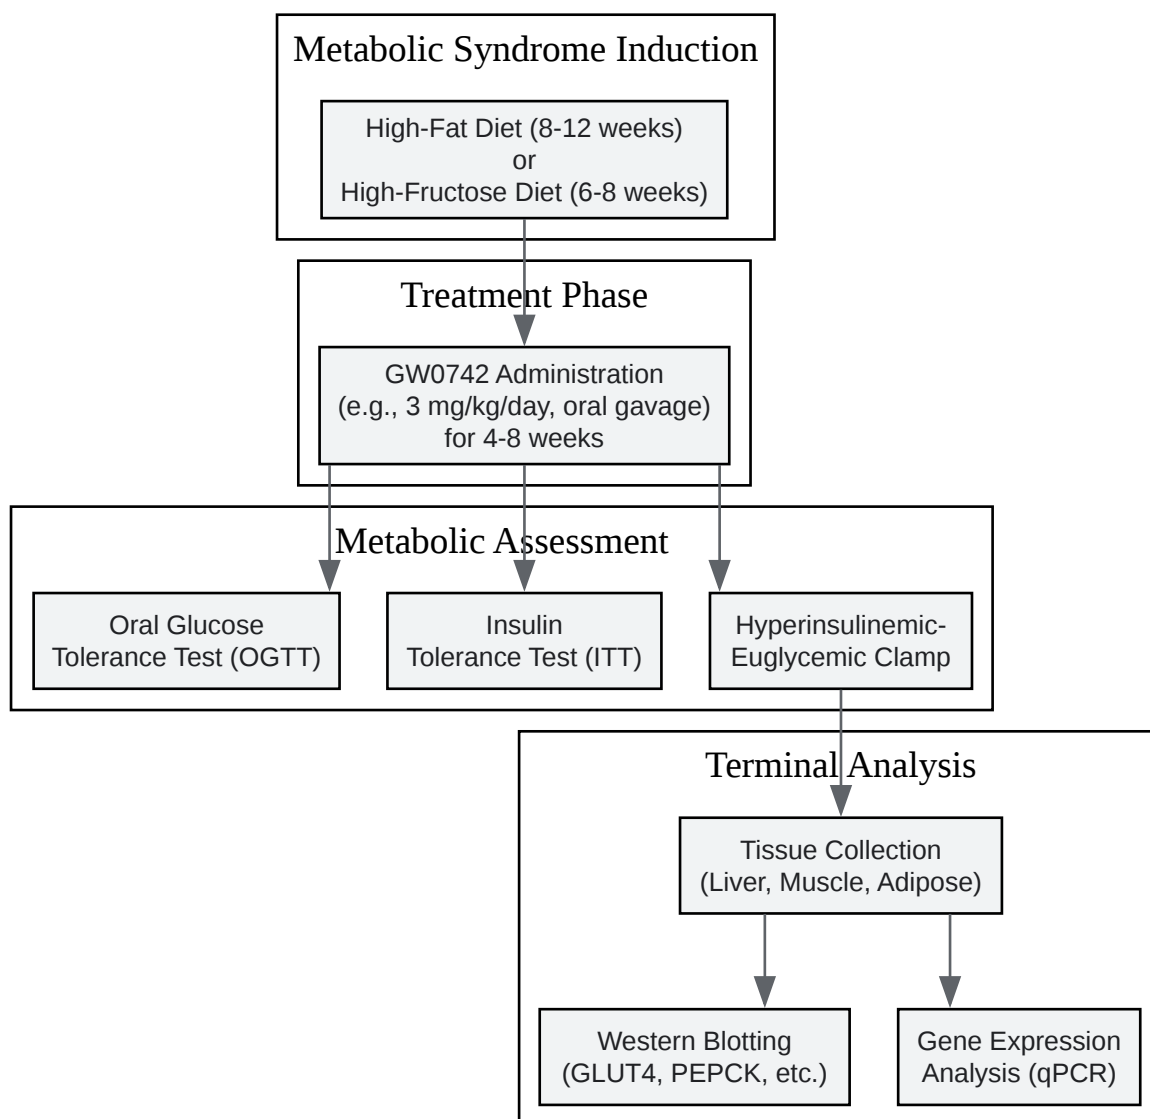 Metabolic Syndrome Induction
High-Fat Diet (8-12 weeks)
or
High-Fructose Diet (6-8 weeks)
Treatment Phase
GW0742 Administration
(e.g., 3 mg/kg/day, oral gavage)
for 4-8 weeks
Metabolic Assessment
Oral Glucose
Tolerance Test (OGTT)
Insulin
Tolerance Test (ITT)
Hyperinsulinemic-
Euglycemic Clamp
Terminal Analysis
Tissue Collection
(Liver, Muscle, Adipose)
Western Blotting
(GLUT4, PEPCK, etc.)
Gene Expression
Analysis (qPCR)